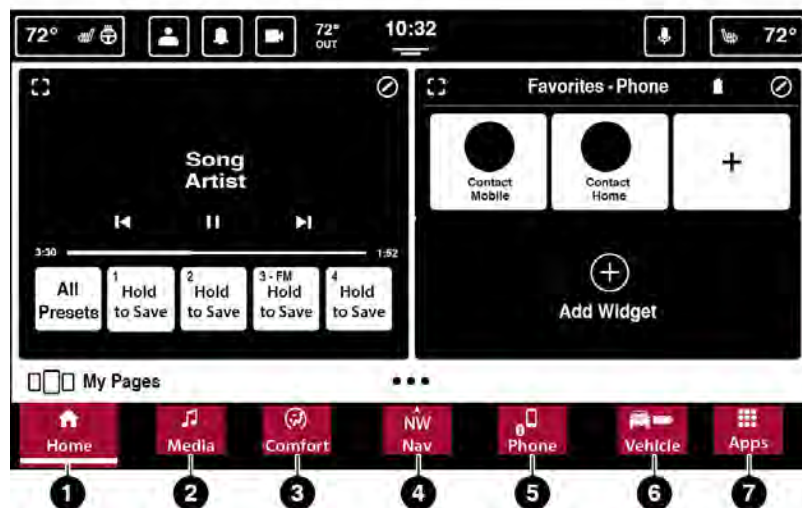 72°
72°
OUT
10:32
72°
Favorites - Phone
Song
Artist
Contact
Mobile
Contact
Home
+
3:30
1:52
All
Presets
1
Hold
to Save
2
Hold
to Save
3 - FM
Hold
to Save
4
Hold
to Save
Add Widget
My Pages
Home
Media
Comfort
NW
Nav
Phone
Vehicle
Apps
1
2
3
4
5
6
7